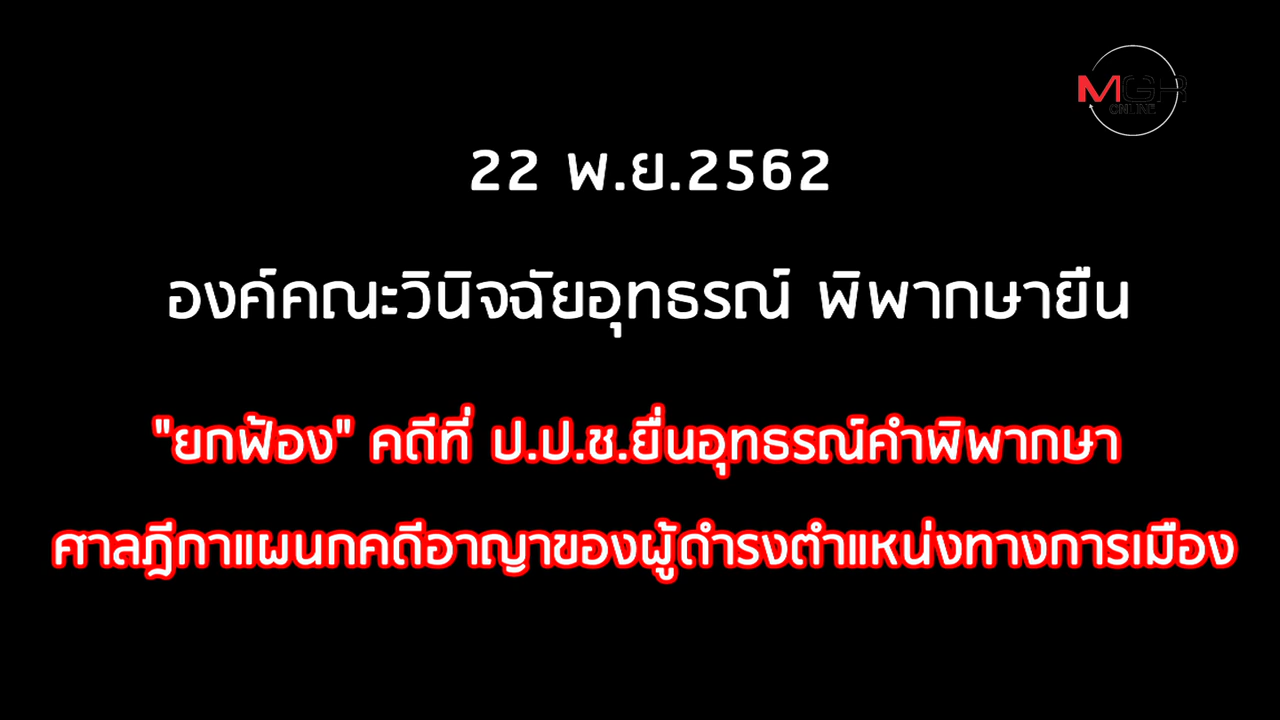 MGR
ONLINE
22 พ.ย.2562
องค์คณะวินิจฉัยอุทธรณ์ พิพากษายืน
"ยกฟ้อง" คดีที่ ป.ป.ช.ยื่นอุทธรณ์คำพิพากษา
ศาลฎีกาแผนกคดีอาญาของผู้ดำรงตำแหน่งทางการเมือง